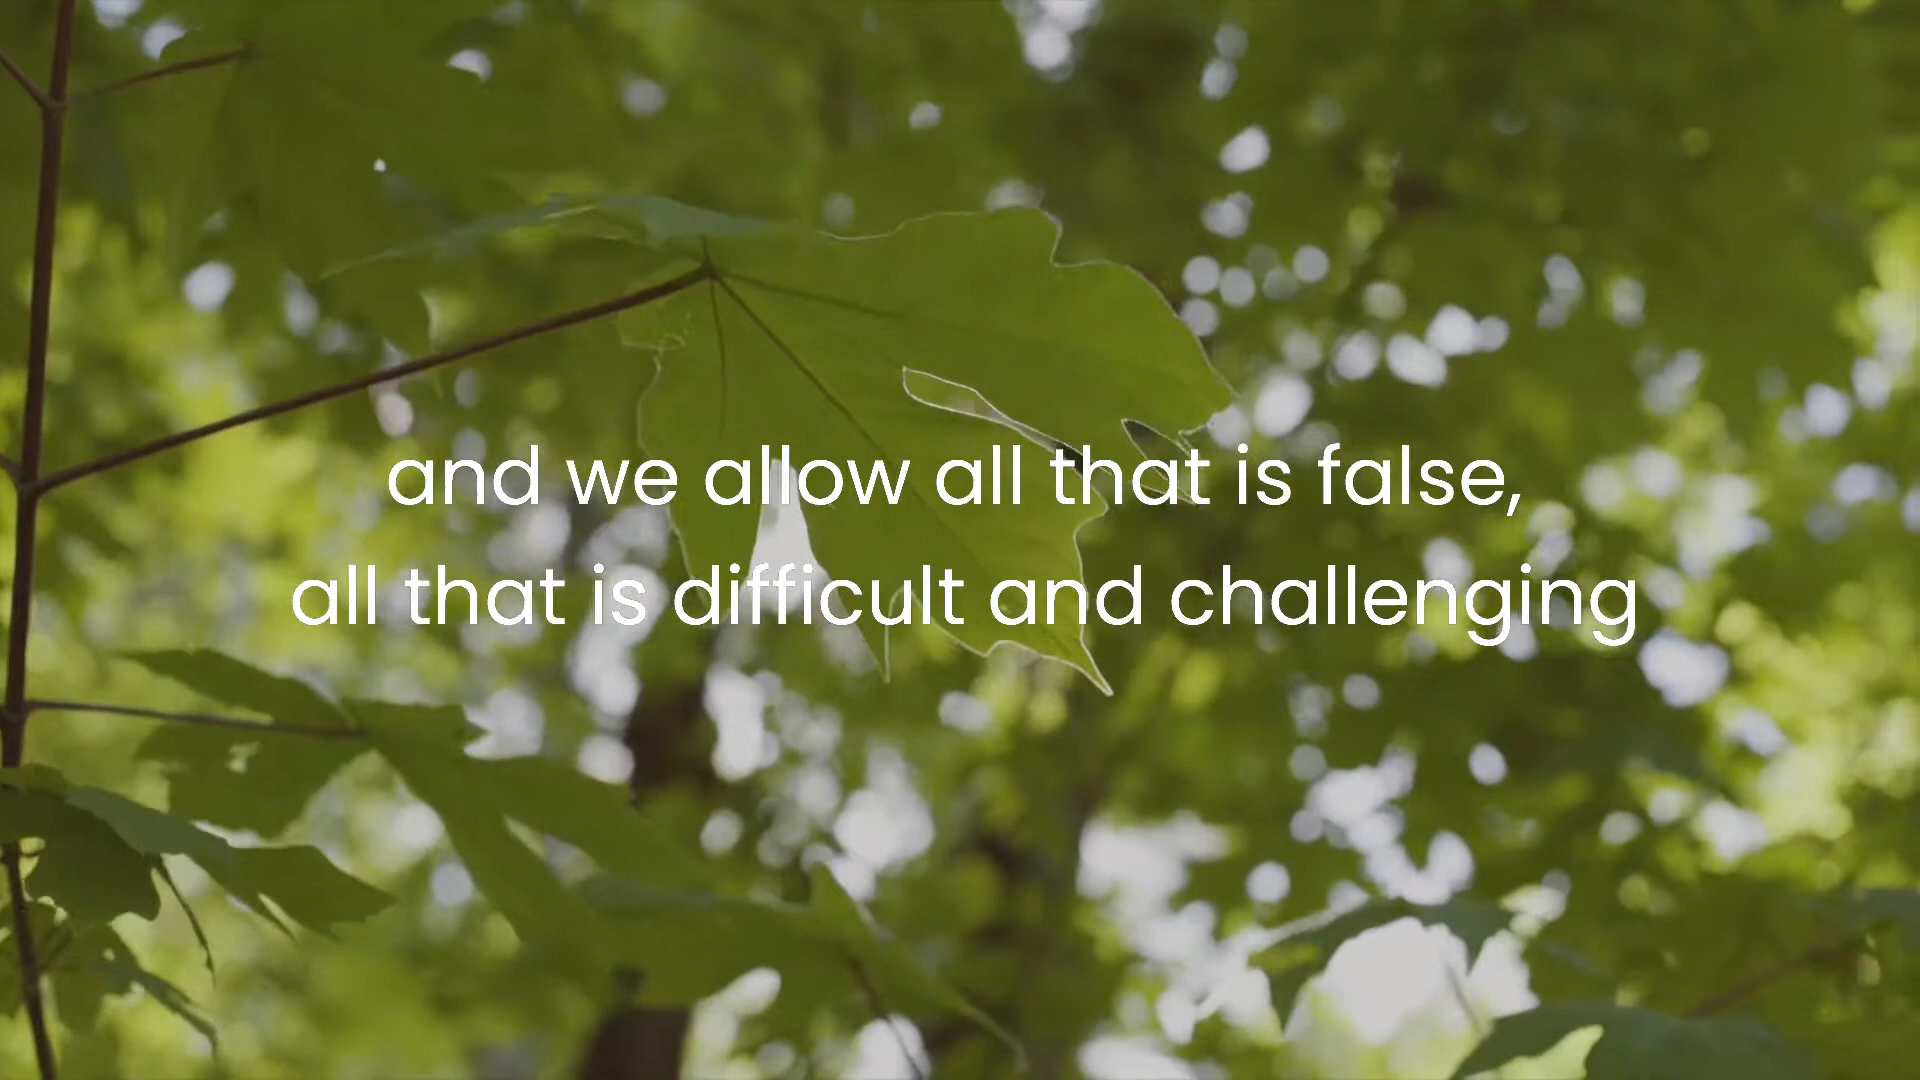 and we allow all that is false,
all that is difficult and challenging